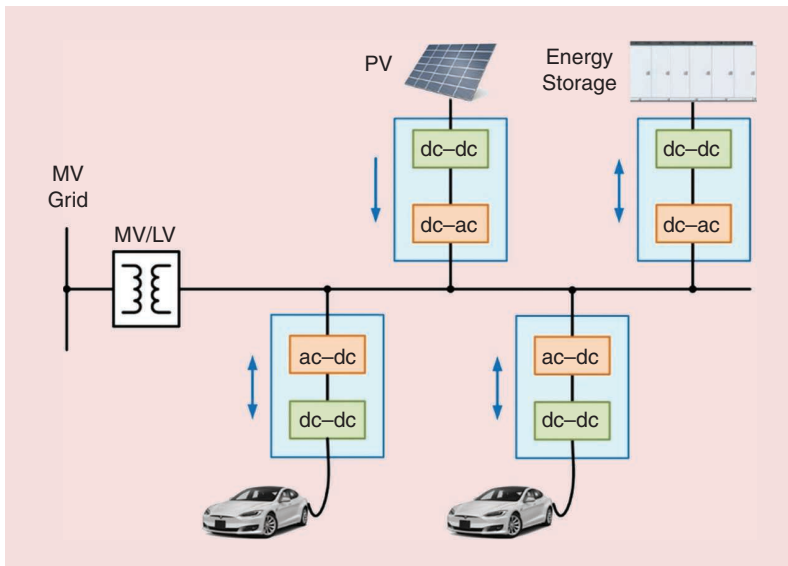 PV
Energy
Storage
dc–dc
dc–dc
MV
Grid
MV/LV
dc–ac
dc–ac
ac–dc
ac–dc
dc–dc
dc–dc